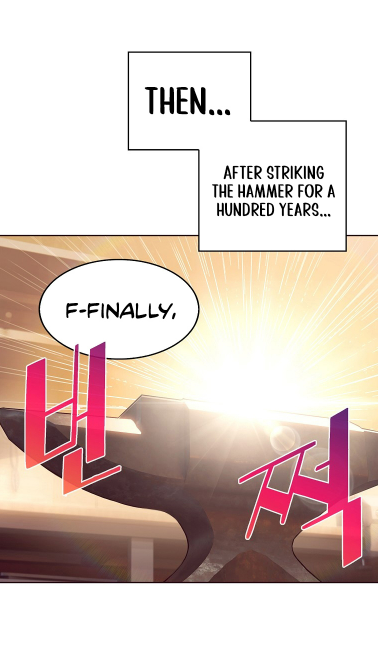 THEN...
AFTER STRIKING
THE HAMMER FOR A
HUNDRED YEARS...
F-FINALLY,
번
쩍